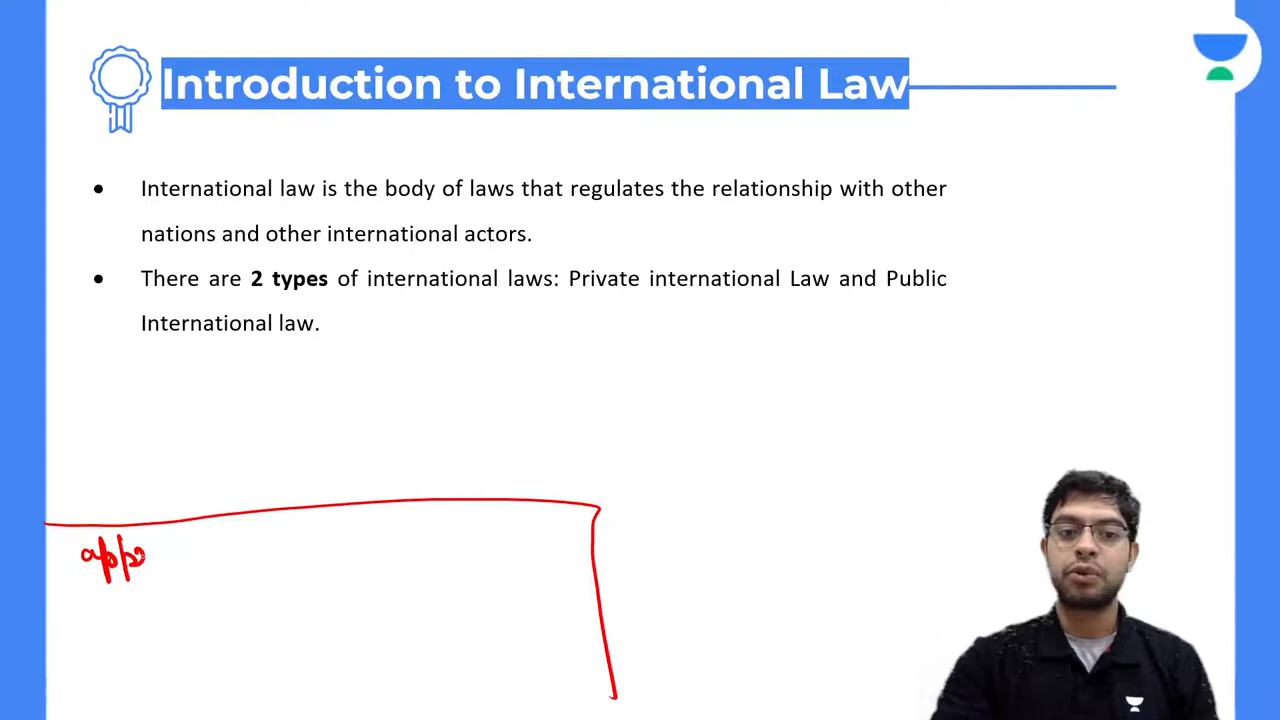 Introduction to International Law
• International law is the body of laws that regulates the relationship with other
nations and other international actors.
• There are 2 types of international laws: Private international Law and Public
International law.
app